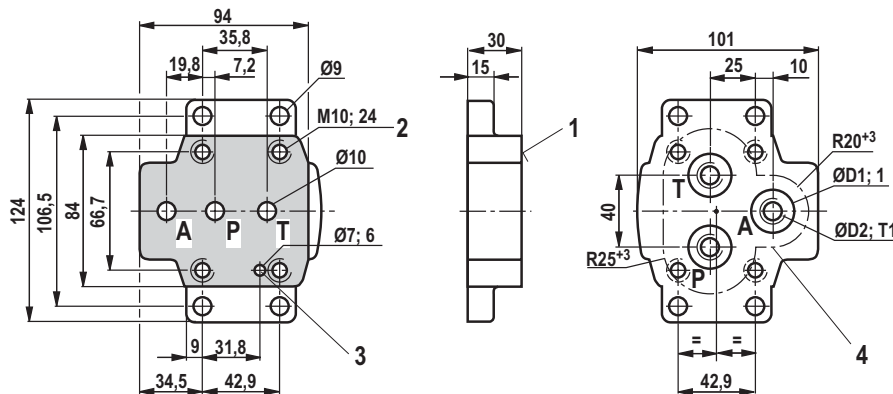 94
35,8
19,8
7,2
Ø9
M10; 24
2
Ø10
124
106,5
84
66,7
A
P
T
Ø7; 6
9
31,8
3
34,5
42,9
30
15
1
101
25
10
R20+3
ØD1; 1
T
A
40
ØD2; T1
R25+3
P
4
=
=
42,9